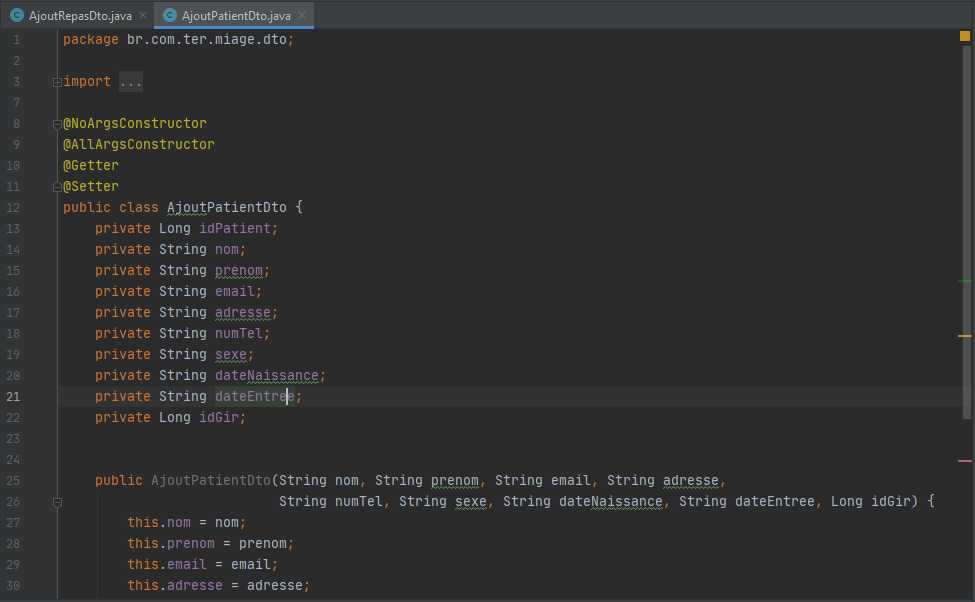 AjoutRepasDto.java AjoutPatientDto.java
1 package br.com.ter.miage.dto;
2
3 import ...
7
8 @NoArgsConstructor
9 @AllArgsConstructor
10 @Getter
11 @Setter
12 public class AjoutPatientDto {
13 private Long idPatient;
14 private String nom;
15 private String prenom;
16 private String email;
17 private String adresse;
18 private String numTel;
19 private String sexe;
20 private String dateNaissance;
21 private String dateEntree;
22 private Long idGir;
23
24
25 public AjoutPatientDto(String nom, String prenom, String email, String adresse,
26 String numTel, String sexe, String dateNaissance, String dateEntree, Long idGir) {
27 this.nom = nom;
28 this.prenom = prenom;
29 this.email = email;
30 this.adresse = adresse;